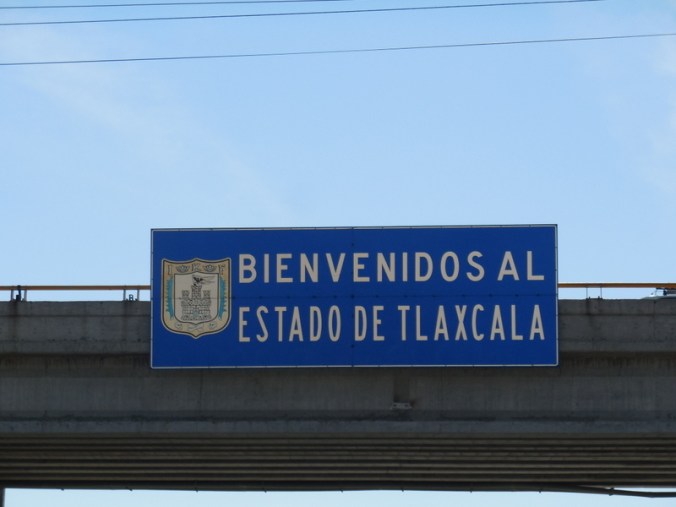 BIENVENIDOS AL
ESTADO DE TLAXCALA